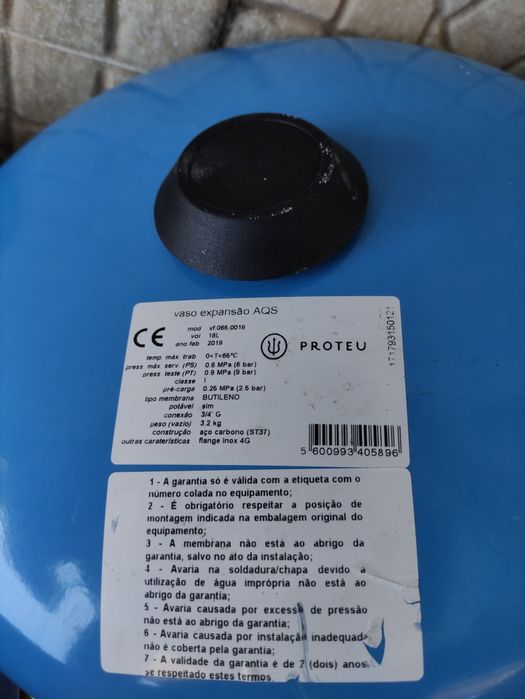 vaso expansão AQS
CE
mod vf.065.0018
vol 18L
ano fab 2019
PROTEU
171793150121
temp. máx trab 0<T<65°C
press. máx serv. (PS) 0.6 MPa (6 bar)
press. teste (PT) 0.9 MPa (9 bar)
classe I
pré-carga 0.25 MPa (2.5 bar)
tipo membrana BUTILENO
potável sim
conexão 3/4' G
peso (vazio) 3.2 kg
construção aço carbono (ST37)
outras caraterísticas flange inox 4G
5 600993 405896
1 - A garantia só é válida com a etiqueta com o
número colada no equipamento;
2 - É obrigatório respeitar a posição de
montagem indicada na embalagem original do
equipamento;
3 - A membrana não está ao abrigo da
garantia, salvo no ato da instalação;
4 - Avaria na soldadura/chapa devido a
utilização de água imprópria não está ao
abrigo da garantia;
5 - Avaria causada por excesso de pressão
não está ao abrigo da garantia;
6 - Avaria causada por instalação inadequad
não é coberta pela garantia;
7 - A validade da garantia é de 2 (dois) anos
se respeitado estes termos.